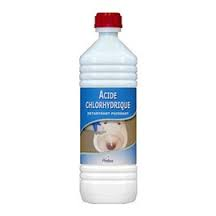 ACIDE
CHLORHYDRIQUE
DÉTARTRANT PUISSANT